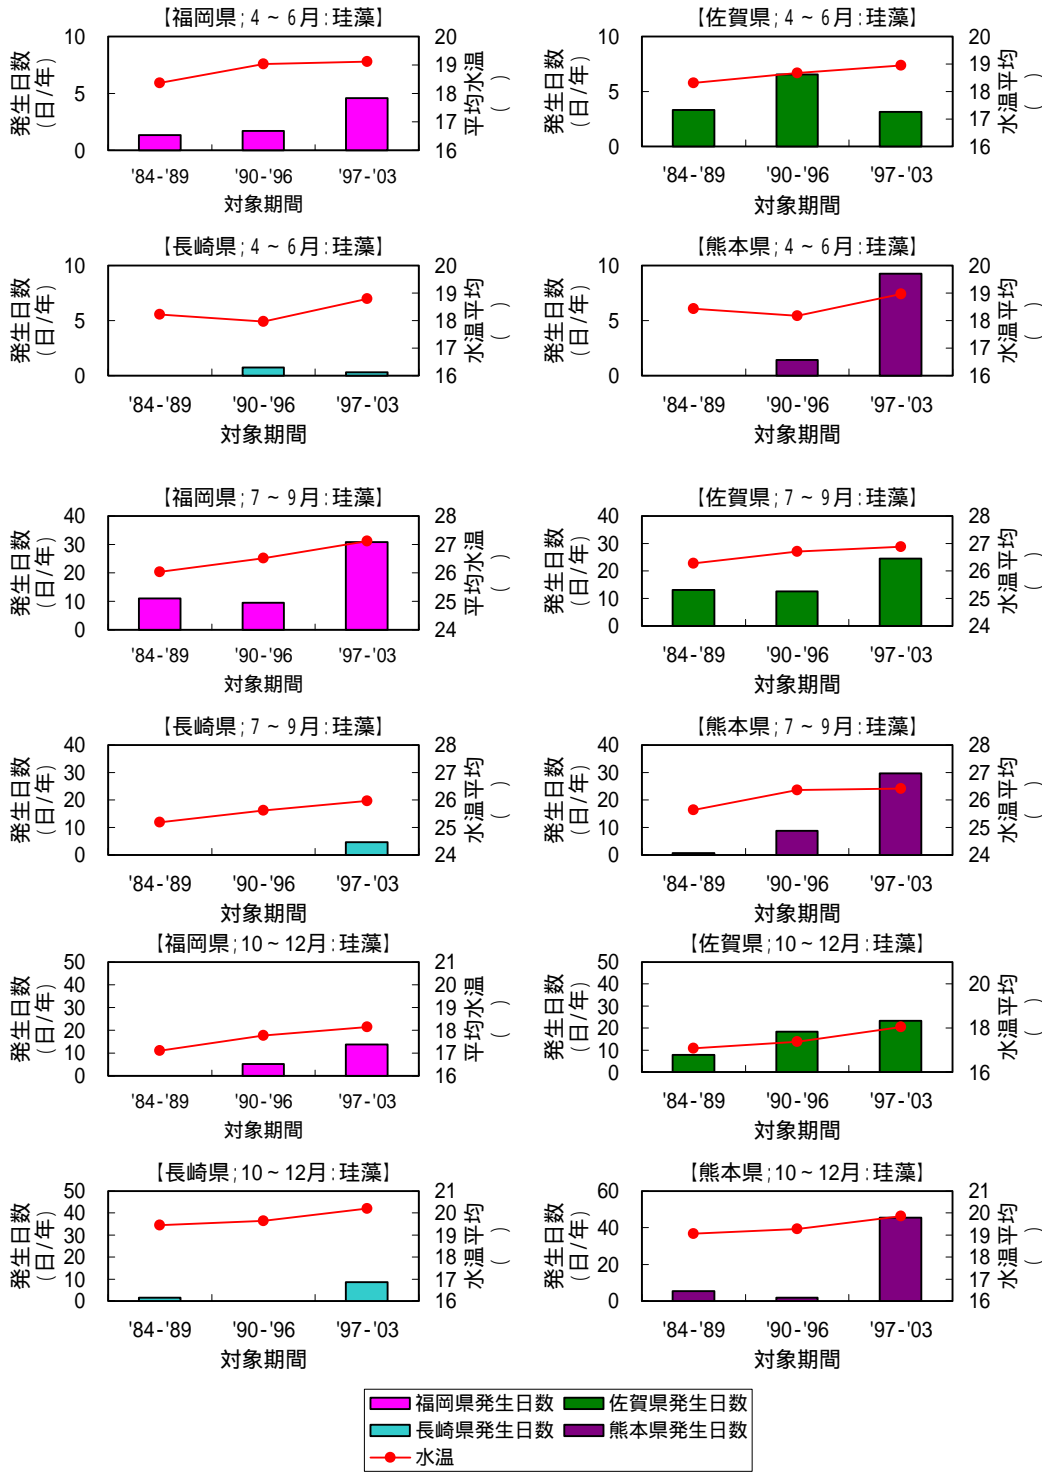 【福岡県;4～6月:珪藻】
発生日数
(日/年)
10
5
0
20
19
18
17
16
平均水温
( )
'84-'89 '90-'96 '97-'03
対象期間
【佐賀県;4～6月:珪藻】
発生日数
(日/年)
10
5
0
20
19
18
17
16
水温平均
( )
'84-'89 '90-'96 '97-'03
対象期間
【長崎県;4～6月:珪藻】
発生日数
(日/年)
10
5
0
20
19
18
17
16
水温平均
( )
'84-'89 '90-'96 '97-'03
対象期間
【熊本県;4～6月:珪藻】
発生日数
(日/年)
10
5
0
20
19
18
17
16
水温平均
( )
'84-'89 '90-'96 '97-'03
対象期間
【福岡県;7～9月:珪藻】
発生日数
(日/年)
40
30
20
10
0
28
27
26
25
24
平均水温
( )
'84-'89 '90-'96 '97-'03
対象期間
【佐賀県;7～9月:珪藻】
発生日数
(日/年)
40
30
20
10
0
28
27
26
25
24
水温平均
( )
'84-'89 '90-'96 '97-'03
対象期間
【長崎県;7～9月:珪藻】
発生日数
(日/年)
40
30
20
10
0
28
27
26
25
24
水温平均
( )
'84-'89 '90-'96 '97-'03
対象期間
【熊本県;7～9月:珪藻】
発生日数
(日/年)
40
30
20
10
0
28
27
26
25
24
水温平均
( )
'84-'89 '90-'96 '97-'03
対象期間
【福岡県;10～12月:珪藻】
発生日数
(日/年)
50
40
30
20
10
0
21
20
19
18
17
16
平均水温
( )
'84-'89 '90-'96 '97-'03
対象期間
【佐賀県;10～12月:珪藻】
発生日数
(日/年)
50
40
30
20
10
0
20
18
16
水温平均
( )
'84-'89 '90-'96 '97-'03
対象期間
【長崎県;10～12月:珪藻】
発生日数
(日/年)
50
40
30
20
10
0
21
20
19
18
17
16
水温平均
( )
'84-'89 '90-'96 '97-'03
対象期間
【熊本県;10～12月:珪藻】
発生日数
(日/年)
60
40
20
0
21
20
19
18
17
16
水温平均
( )
'84-'89 '90-'96 '97-'03
対象期間
福岡県発生日数 佐賀県発生日数
長崎県発生日数 熊本県発生日数
水温